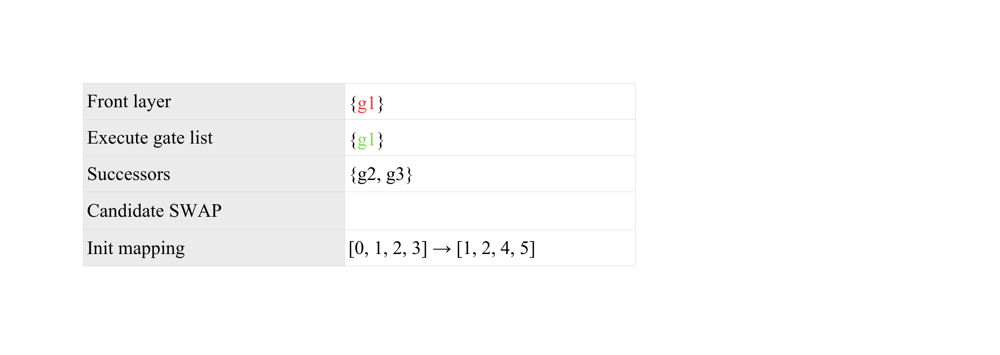 Front layer {g1}
Execute gate list {g1}
Successors {g2, g3}
Candidate SWAP
Init mapping [0, 1, 2, 3] → [1, 2, 4, 5]